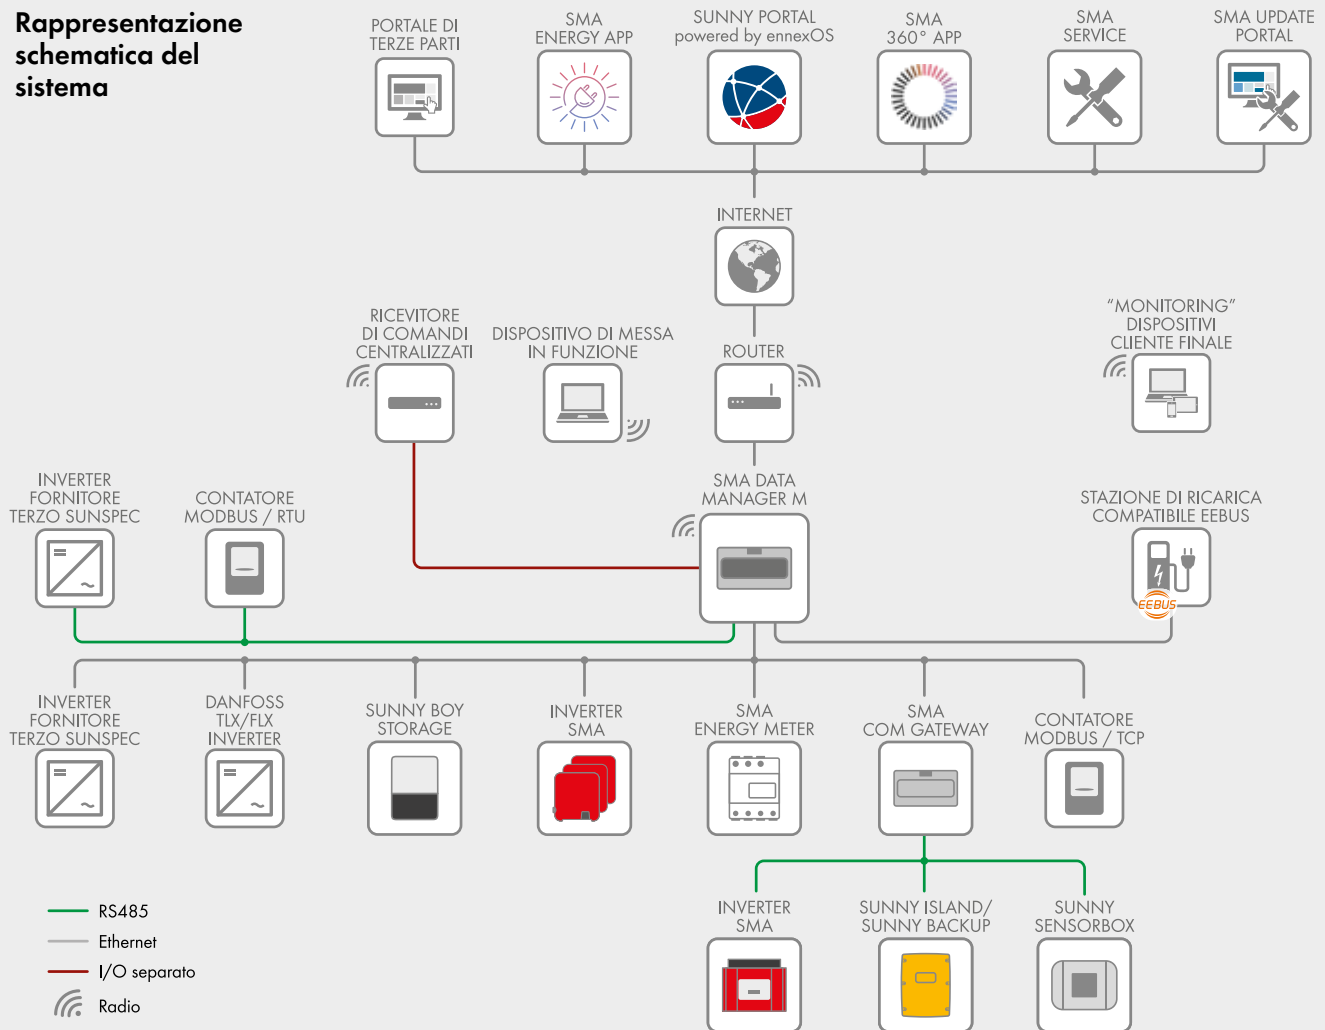 Rappresentazione
schematica del
sistema
PORTALE DI
TERZE PARTI
SMA
ENERGY APP
SUNNY PORTAL
powered by ennexOS
SMA
360° APP
SMA
SERVICE
SMA UPDATE
PORTAL
INTERNET
RICEVITORE
DI COMANDI
CENTRALIZZATI
DISPOSITIVO DI MESSA
IN FUNZIONE
ROUTER
“MONITORING”
DISPOSITIVI
CLIENTE FINALE
INVERTER
FORNITORE
TERZO SUNSPEC
CONTATORE
MODBUS / RTU
SMA DATA
MANAGER M
STAZIONE DI RICARICA
COMPATIBILE EEBUS
EEBUS
INVERTER
FORNITORE
TERZO SUNSPEC
DANFOSS
TLX/FLX
INVERTER
SUNNY BOY
STORAGE
INVERTER
SMA
SMA
ENERGY METER
SMA
COM GATEWAY
CONTATORE
MODBUS / TCP
INVERTER
SMA
SUNNY ISLAND/
SUNNY BACKUP
SUNNY
SENSORBOX
RS485
Ethernet
I/O separato
Radio